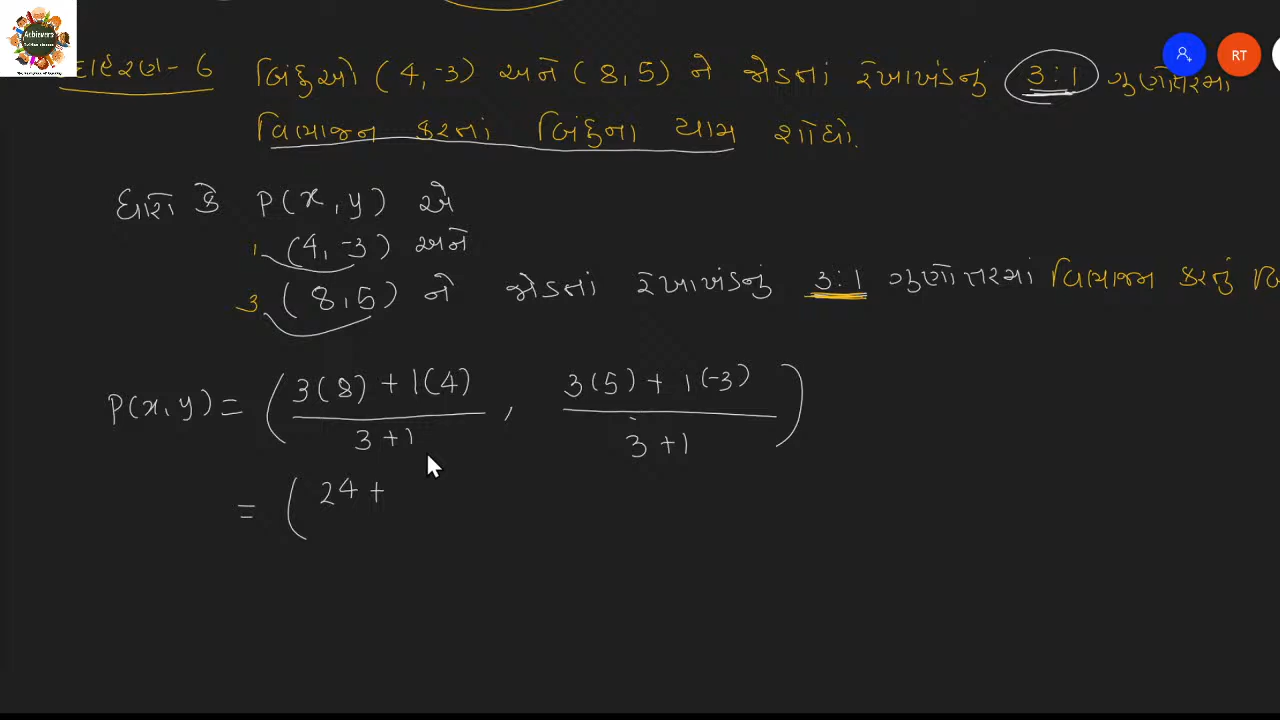 Achievers
દાહરણ - 6 બિંદુઓ (4,-3) અને (8,5) ને જોડતાં રેખાખંડનું 3:1 ગુણોત્તરમાં
વિભાજન કરતાં બિંદુના યામ શોધો.
RT
ધારો કે P(x,y) એ
1 (4,-3) અને
3 (8,5) ને જોડતાં રેખાખંડનું 3:1 ગુણોત્તરમાં વિભાજન કરતું બિ
P(x,y) = ( 3(8) + 1(4) / 3+1 , 3(5) + 1(-3) / 3+1 )
= ( 24 +